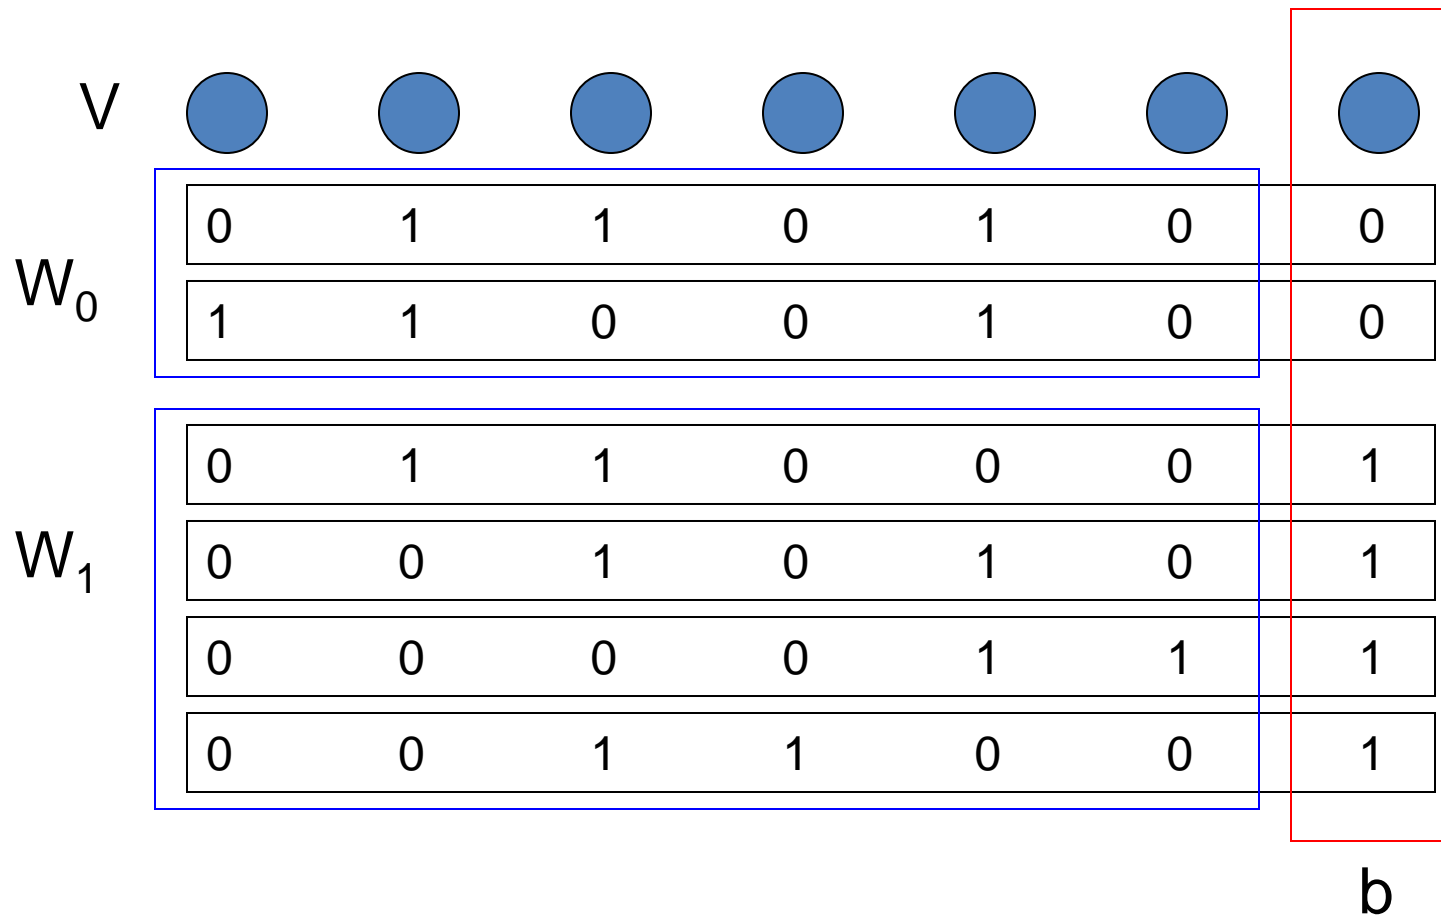 V
0 1 1 0 1 0 0
W₀
1 1 0 0 1 0 0
0 1 1 0 0 0 1
W₁
0 0 1 0 1 0 1
0 0 0 0 1 1 1
0 0 1 1 0 0 1
b